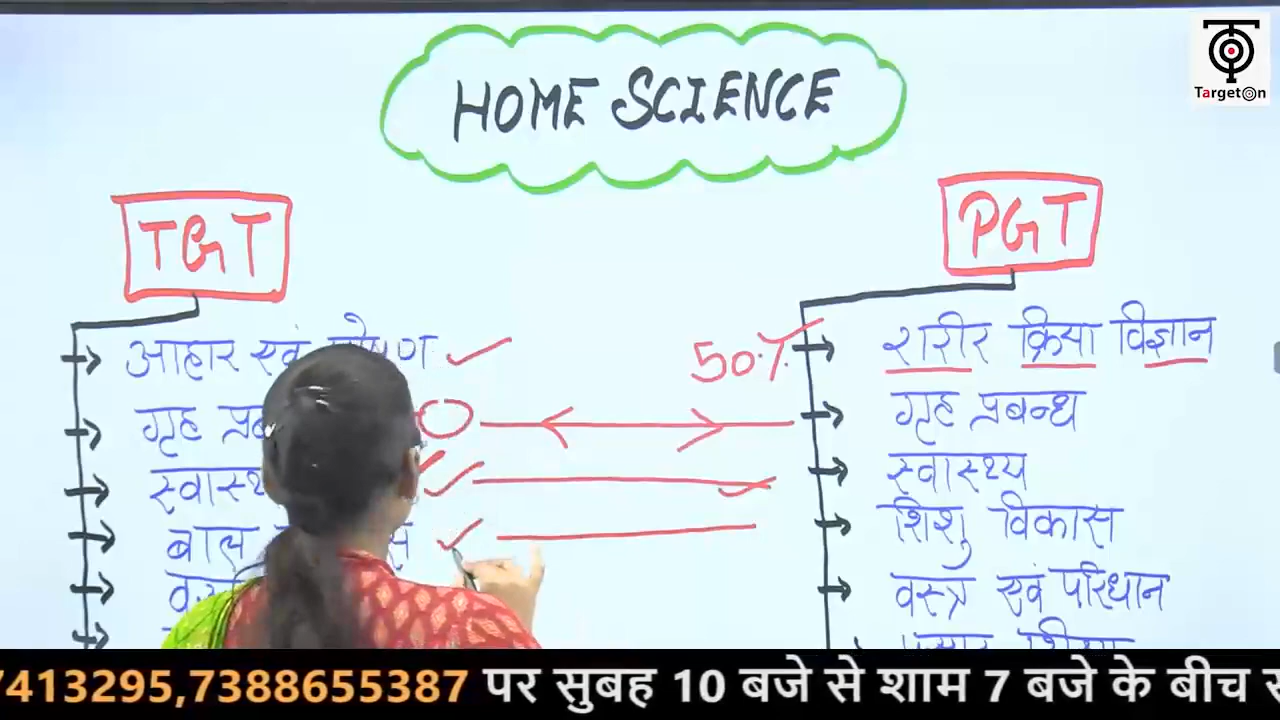 HOME SCIENCE
TargetOn
TGT
आहार एवं
गृह
बाल
PGT
50%
शरीर क्रिया विज्ञान
गृह प्रबन्ध
स्वास्थ्य
शिशु विकास
वस्त्र एवं परिधान
7413295,7388655387 पर सुबह 10 बजे से शाम 7 बजे के बीच